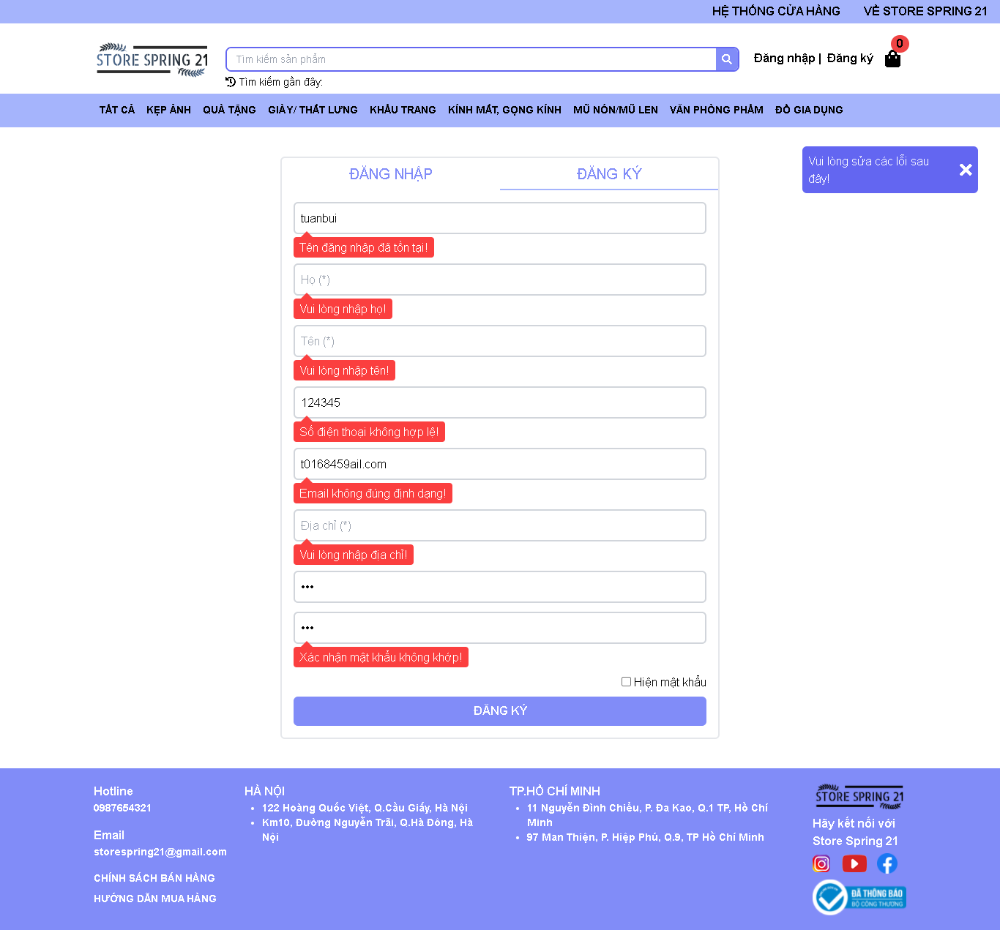 HỆ THỐNG CỬA HÀNG
VỀ STORE SPRING 21
STORE SPRING 21
Tìm kiếm sản phẩm
Tìm kiếm gần đây:
Đăng nhập |
Đăng ký
0
TẤT CẢ
KẸP ẢNH
QUÀ TẶNG
GIÀY/ THẮT LƯNG
KHẨU TRANG
KÍNH MẮT, GỌNG KÍNH
MŨ NÓN/MŨ LEN
VĂN PHÒNG PHẨM
ĐỒ GIA DỤNG
Vui lòng sửa các lỗi sau
đây!
ĐĂNG NHẬP
ĐĂNG KÝ
tuanbui
Tên đăng nhập đã tồn tại!
Họ (*)
Vui lòng nhập họ!
Tên (*)
Vui lòng nhập tên!
124345
Số điện thoại không hợp lệ!
t0168459ail.com
Email không đúng định dạng!
Địa chỉ (*)
Vui lòng nhập địa chỉ!
•••
•••
Xác nhận mật khẩu không khớp!
Hiện mật khẩu
ĐĂNG KÝ
Hotline
0987654321
Email
storespring21@gmail.com
CHÍNH SÁCH BÁN HÀNG
HƯỚNG DẪN MUA HÀNG
HÀ NỘI
• 122 Hoàng Quốc Việt, Q.Cầu Giấy, Hà Nội
• Km10, Đường Nguyễn Trãi, Q.Hà Đông, Hà
Nội
TP.HỒ CHÍ MINH
• 11 Nguyễn Đình Chiểu, P. Đa Kao, Q.1 TP, Hồ Chí
Minh
• 97 Man Thiện, P. Hiệp Phú, Q.9, TP Hồ Chí Minh
STORE SPRING 21
Hãy kết nối với
Store Spring 21
ĐÃ THÔNG BÁO
BỘ CÔNG THƯƠNG